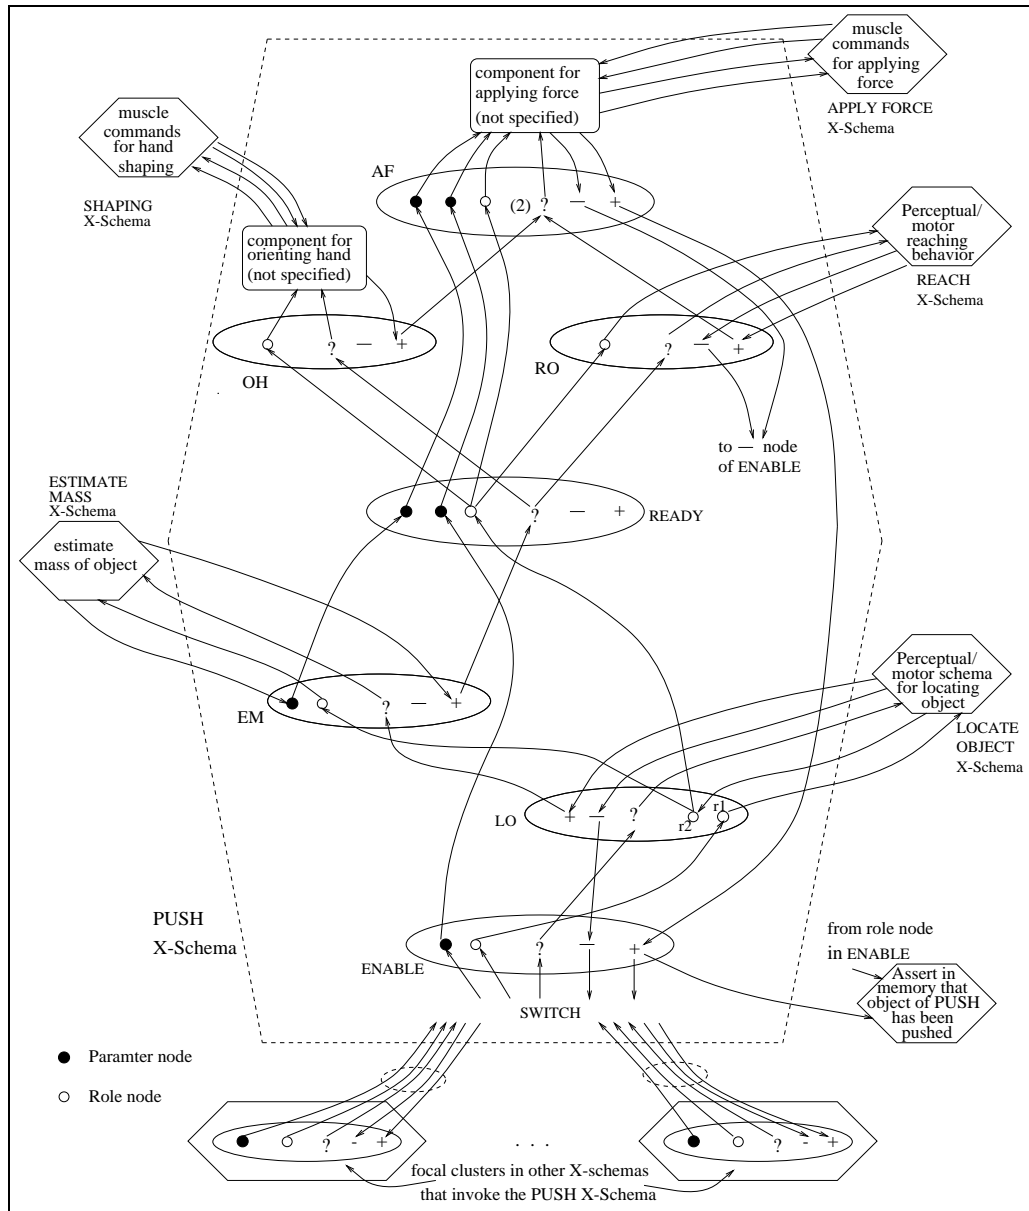 muscle
commands
for applying
force
APPLY FORCE
X-Schema
component for
applying force
(not specified)
muscle
commands
for hand
shaping
SHAPING
X-Schema
AF
(2) ? — +
component for
orienting hand
(not specified)
Perceptual/
motor
reaching
behavior
REACH
X-Schema
? — +
OH
? — +
RO
to — node
of ENABLE
ESTIMATE
MASS
X-Schema
estimate
mass of object
? — +
READY
? — +
EM
Perceptual/
motor schema
for locating
object
LOCATE
OBJECT
X-Schema
+ — ? r2 r1
LO
PUSH
X-Schema
? — +
ENABLE
SWITCH
from role node
in ENABLE
Assert in
memory that
object of PUSH
has been
pushed
Paramter node
Role node
? - +
. . .
? - +
focal clusters in other X-schemas
that invoke the PUSH X-Schema